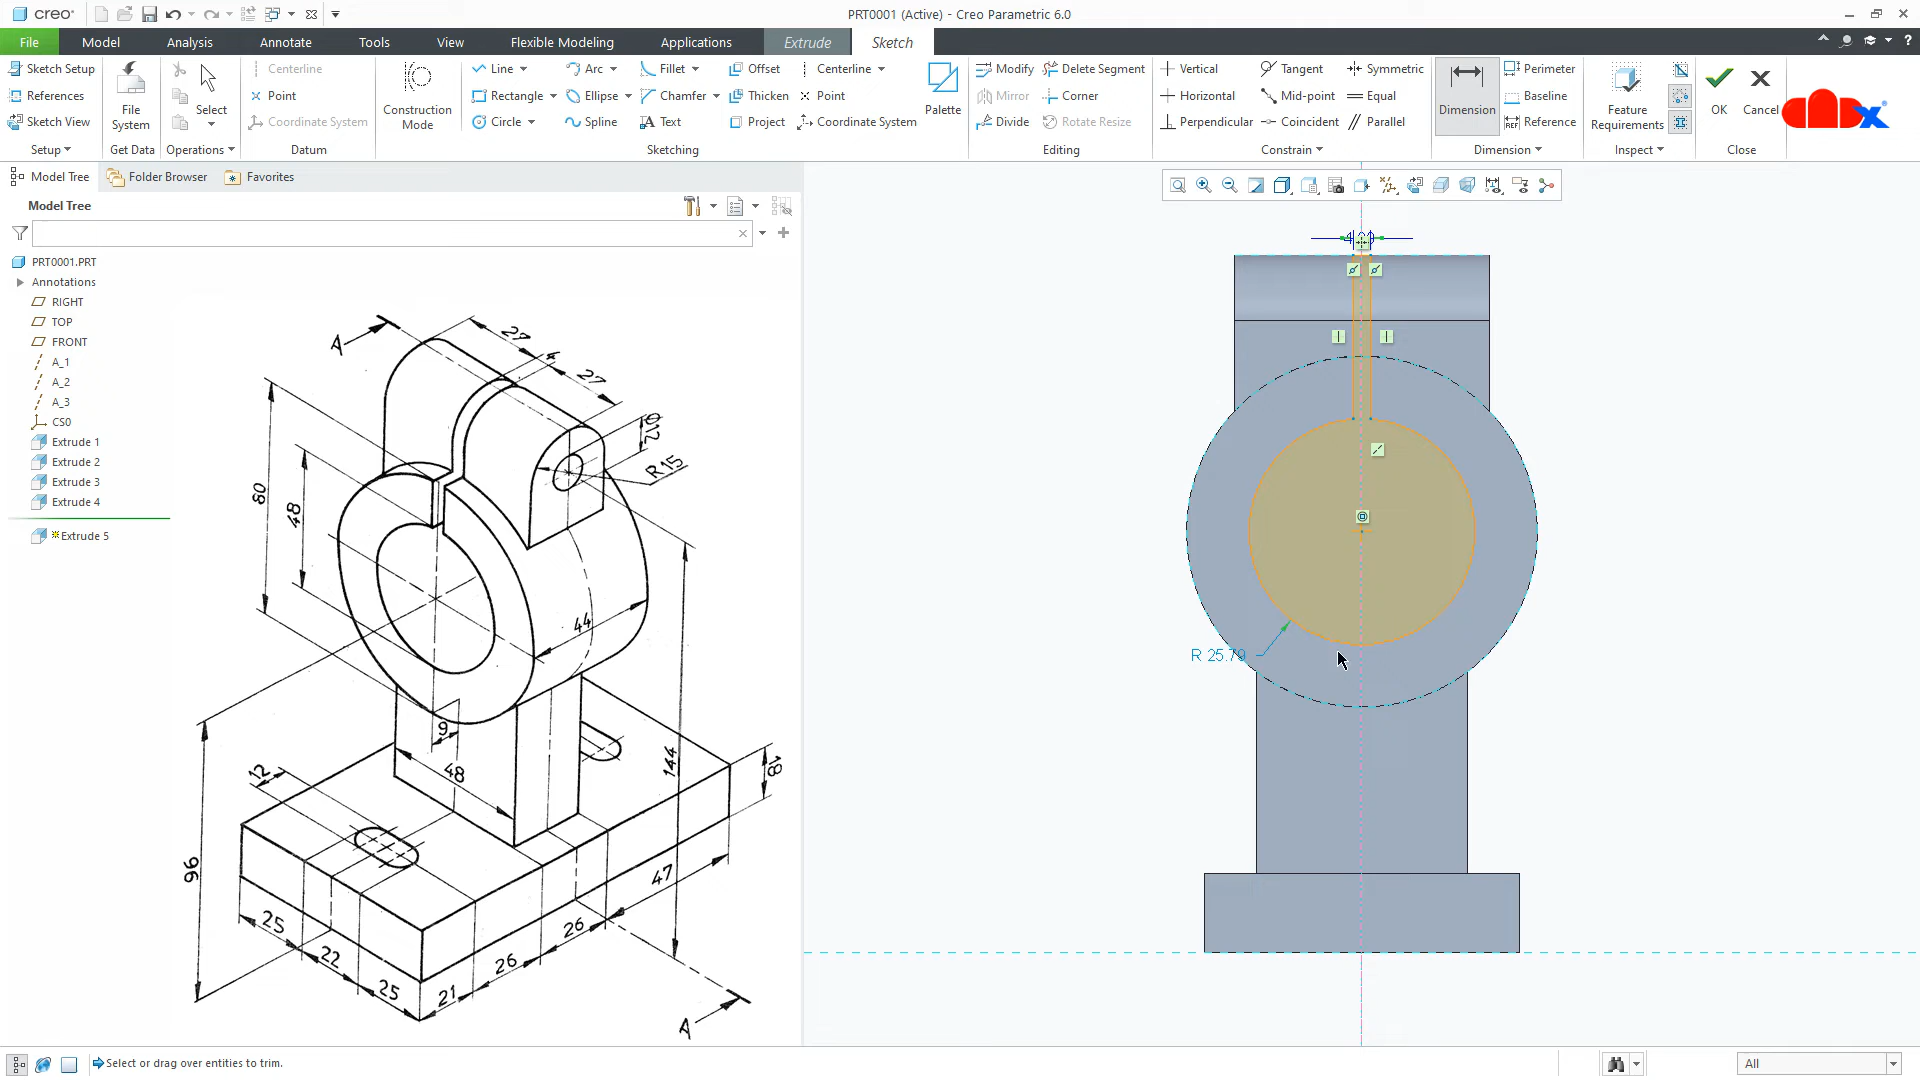 creo
PRT0001 (Active) - Creo Parametric 6.0
File Model Analysis Annotate Tools View Flexible Modeling Applications Extrude Sketch
Sketch Setup
References
Sketch View
Setup
File System
Get Data
Select
Operations
Centerline
Point
Coordinate System
Datum
Construction Mode
Line Arc Fillet Offset Centerline
Rectangle Ellipse Chamfer Thicken Point
Circle Spline Text Project Coordinate System
Palette
Sketching
Modify Delete Segment
Mirror Corner
Divide Rotate Resize
Editing
Vertical Tangent Symmetric
Horizontal Mid-point Equal
Perpendicular Coincident Parallel
Constrain
Dimension
Perimeter
Baseline
Reference
Dimension
Feature Requirements
Inspect
OK
Cancel
Close
Model Tree Folder Browser Favorites
Model Tree
PRT0001.PRT
Annotations
RIGHT
TOP
FRONT
A_1
A_2
A_3
CS0
Extrude 1
Extrude 2
Extrude 3
Extrude 4
Extrude 5
A
27
4
27
R15
80
48
44
9
48
12
144
18
96
47
25
22
25
21
26
26
A
R 25.79
Select or drag over entities to trim.
All